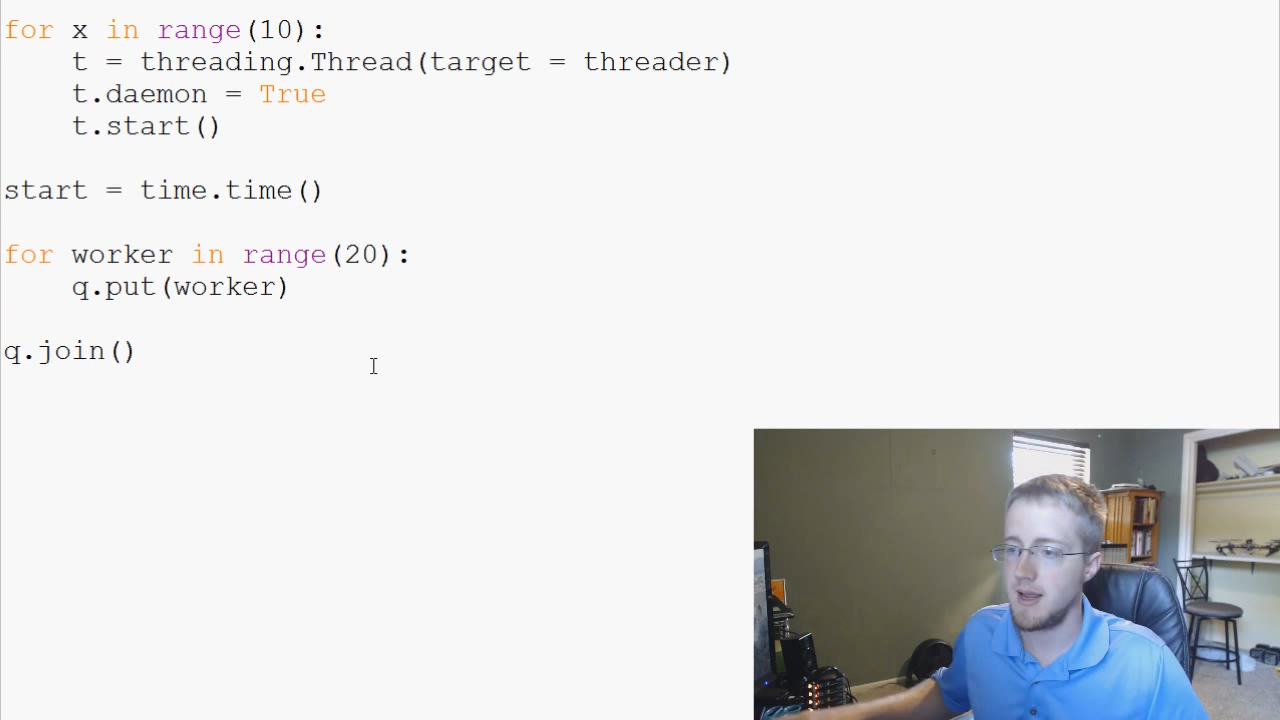 for x in range(10):
    t = threading.Thread(target = threader)
    t.daemon = True
    t.start()
start = time.time()
for worker in range(20):
    q.put(worker)
q.join()